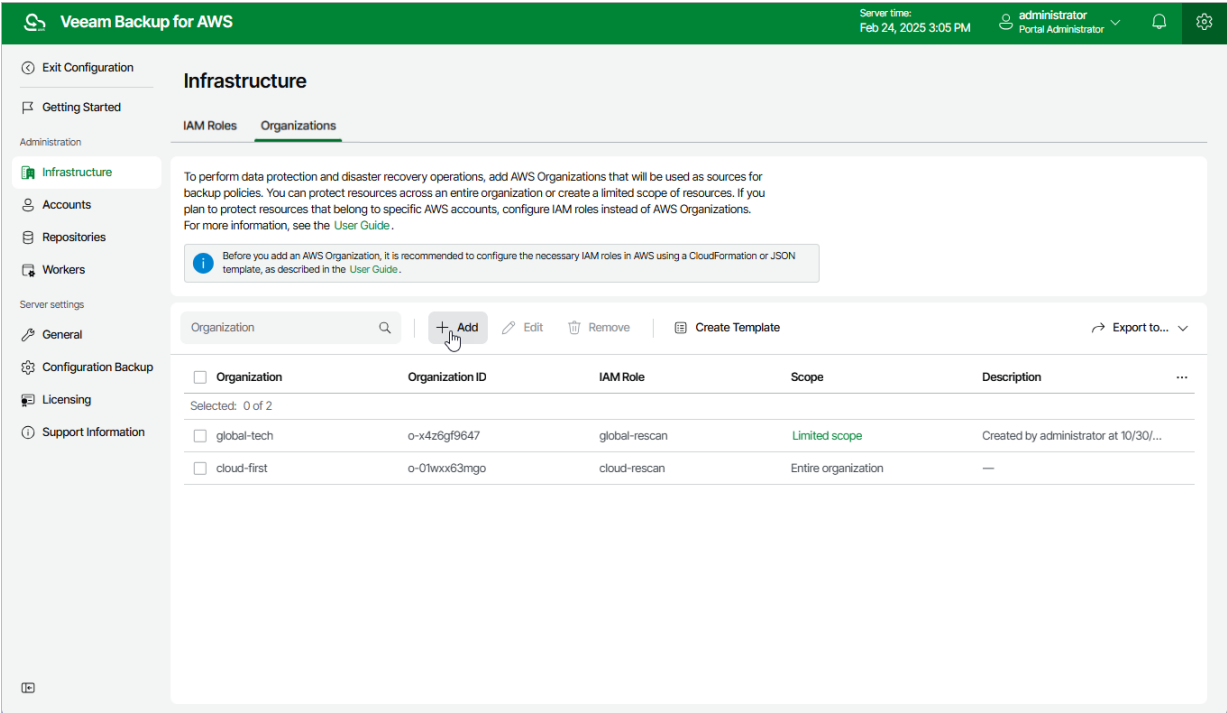 Veeam Backup for AWS
Server time:
Feb 24, 2025 3:05 PM
administrator
Portal Administrator
Exit Configuration
Getting Started
Administration
Infrastructure
Accounts
Repositories
Workers
Server settings
General
Configuration Backup
Licensing
Support Information
Infrastructure
IAM Roles Organizations
To perform data protection and disaster recovery operations, add AWS Organizations that will be used as sources for
backup policies. You can protect resources across an entire organization or create a limited scope of resources. If you
plan to protect resources that belong to specific AWS accounts, configure IAM roles instead of AWS Organizations.
For more information, see the User Guide.
Before you add an AWS Organization, it is recommended to configure the necessary IAM roles in AWS using a CloudFormation or JSON
template, as described in the User Guide.
Organization Add Edit Remove Create Template Export to...
Organization Organization ID IAM Role Scope Description ...
Selected: 0 of 2
global-tech o-x4z6gf9647 global-rescan Limited scope Created by administrator at 10/30/...
cloud-first o-01wxx63mgo cloud-rescan Entire organization —